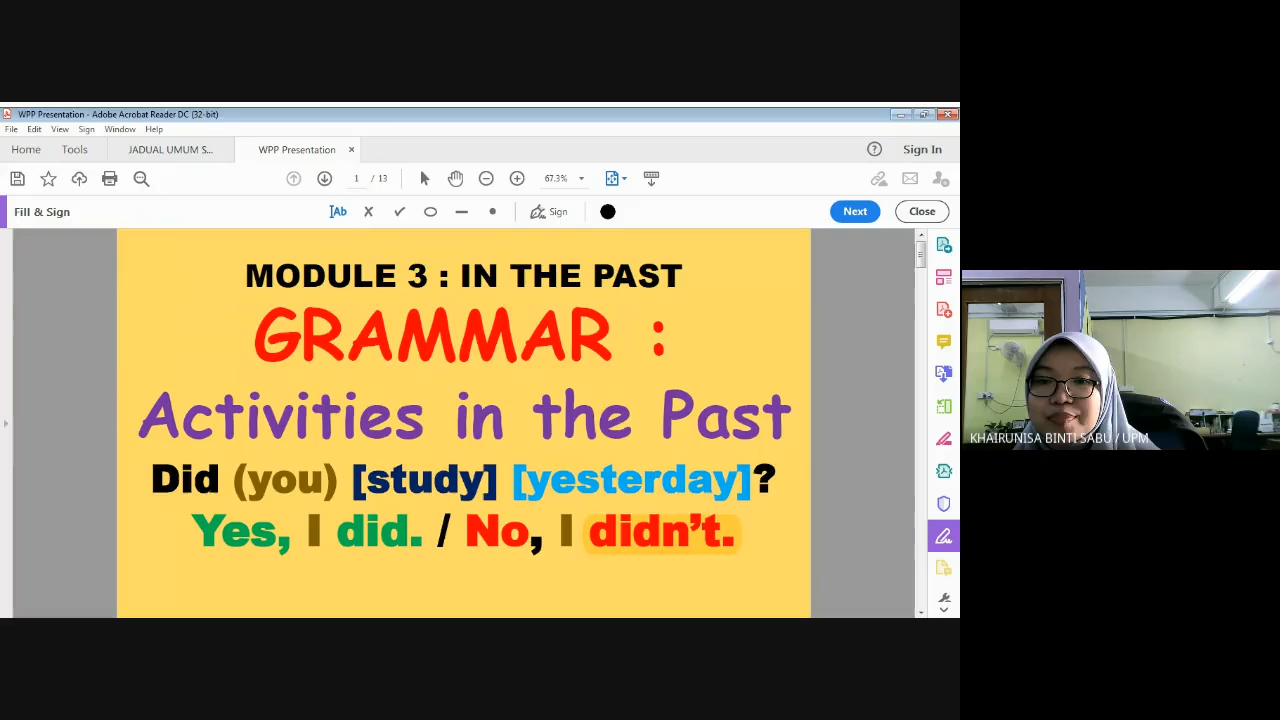 WPP Presentation - Adobe Acrobat Reader DC (32-bit)
File Edit View Sign Window Help
Home Tools JADUAL UMUM S... WPP Presentation × Sign In
1 / 13 67.3%
Fill & Sign Ab Sign Next Close
MODULE 3 : IN THE PAST
GRAMMAR :
Activities in the Past
Did (you) [study] [yesterday]?
Yes, I did. / No, I didn't.
KHAIRUNISA BINTI SABU / UPM